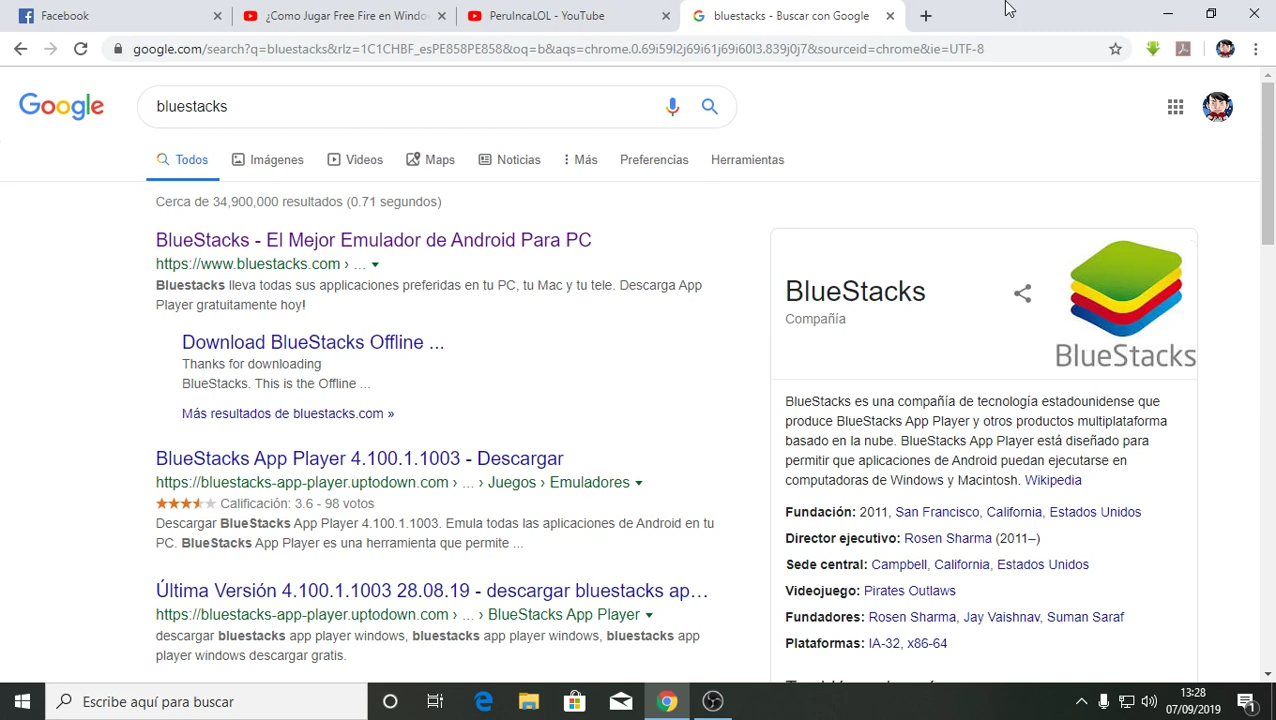 Facebook
¿Como Jugar Free Fire en Windo
PeruIncaLOL - YouTube
bluestacks - Buscar con Google
google.com/search?q=bluestacks&rlz=1C1CHBF_esPE858PE858&oq=b&aqs=chrome.0.69i59l2j69i61j69i60l3.839j0j7&sourceid=chrome&ie=UTF-8
Google
bluestacks
Todos Imágenes Videos Maps Noticias Más Preferencias Herramientas
Cerca de 34,900,000 resultados (0.71 segundos)
BlueStacks - El Mejor Emulador de Android Para PC
https://www.bluestacks.com › ...
Bluestacks lleva todas sus applicaciones preferidas en tu PC, tu Mac y tu tele. Descarga App
Player gratuitamente hoy!
Download BlueStacks Offline ...
Thanks for downloading
BlueStacks. This is the Offline ...
Más resultados de bluestacks.com »
BlueStacks App Player 4.100.1.1003 - Descargar
https://bluestacks-app-player.uptodown.com › ... › Juegos › Emuladores
Calificación: 3.6 - 98 votos
Descargar BlueStacks App Player 4.100.1.1003. Emula todas las aplicaciones de Android en tu
PC. BlueStacks App Player es una herramienta que permite ...
Última Versión 4.100.1.1003 28.08.19 - descargar bluestacks ap...
https://bluestacks-app-player.uptodown.com › ... › BlueStacks App Player
descargar bluestacks app player windows, bluestacks app player windows, bluestacks app
player windows descargar gratis.
BlueStacks
Compañía
BlueStacks
BlueStacks es una compañía de tecnología estadounidense que
produce BlueStacks App Player y otros productos multiplataforma
basado en la nube. BlueStacks App Player está diseñado para
permitir que aplicaciones de Android puedan ejecutarse en
computadoras de Windows y Macintosh. Wikipedia
Fundación: 2011, San Francisco, California, Estados Unidos
Director ejecutivo: Rosen Sharma (2011–)
Sede central: Campbell, California, Estados Unidos
Videojuego: Pirates Outlaws
Fundadores: Rosen Sharma, Jay Vaishnav, Suman Saraf
Plataformas: IA-32, x86-64
Escribe aquí para buscar
13:28
07/09/2019
1